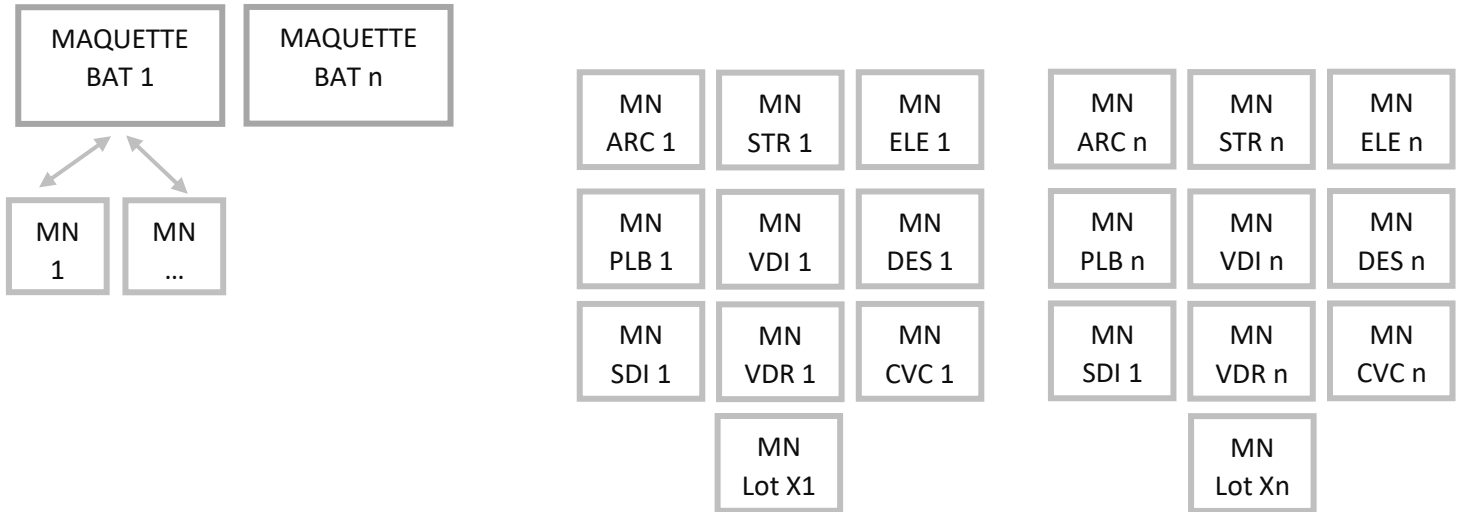 MAQUETTE
BAT 1
MAQUETTE
BAT n
MN
1
MN
...
MN
ARC 1
MN
STR 1
MN
ELE 1
MN
PLB 1
MN
VDI 1
MN
DES 1
MN
SDI 1
MN
VDR 1
MN
CVC 1
MN
Lot X1
MN
ARC n
MN
STR n
MN
ELE n
MN
PLB n
MN
VDI n
MN
DES n
MN
SDI 1
MN
VDR n
MN
CVC n
MN
Lot Xn